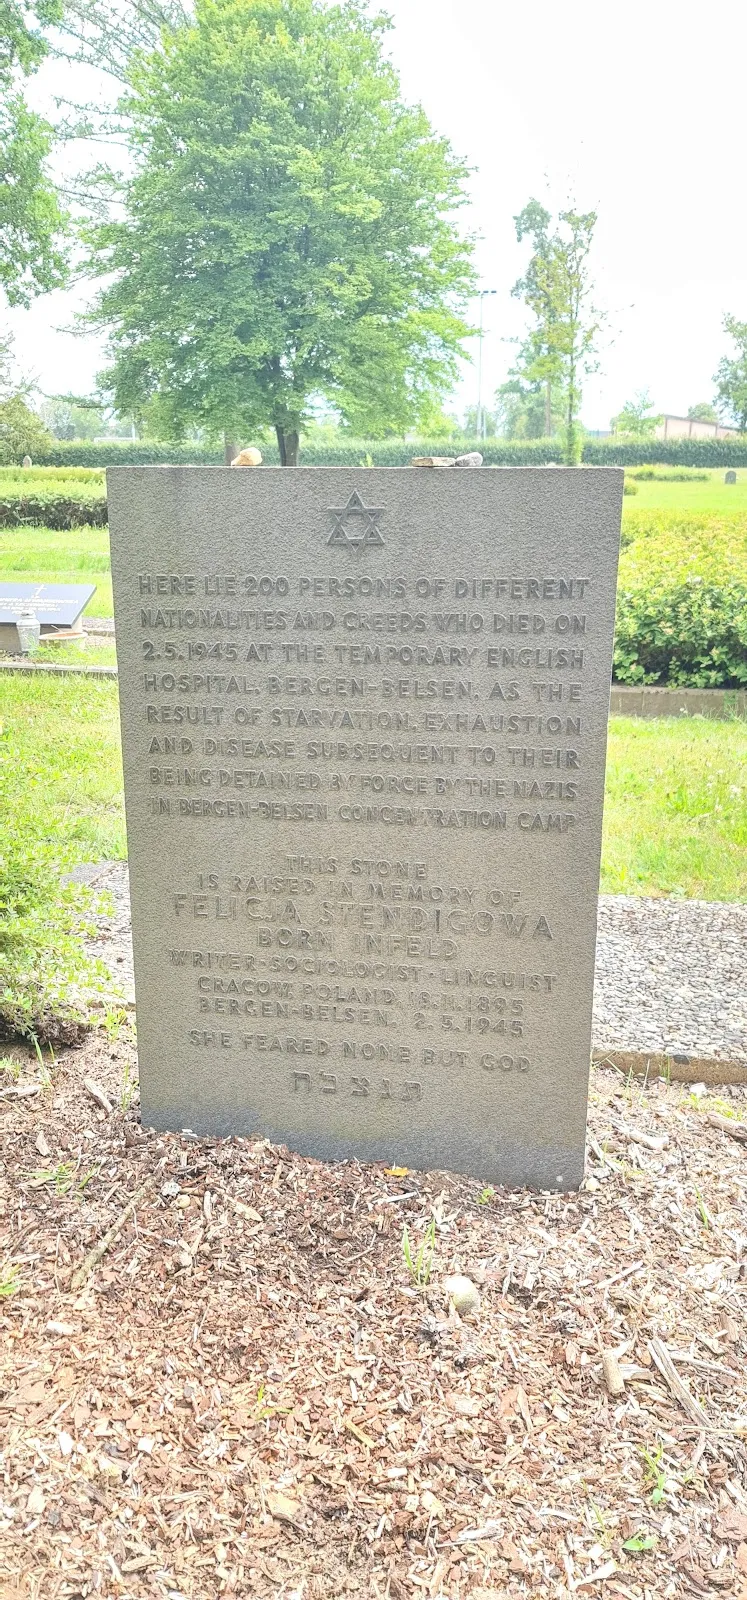 HERE LIE 200 PERSONS OF DIFFERENT
NATIONALITIES AND CREEDS WHO DIED ON
2.5.1945 AT THE TEMPORARY ENGLISH
HOSPITAL, BERGEN-BELSEN, AS THE
RESULT OF STARVATION, EXHAUSTION
AND DISEASE SUBSEQUENT TO THEIR
BEING DETAINED BY FORCE BY THE NAZIS
IN BERGEN-BELSEN CONCENTRATION CAMP
THIS STONE
IS RAISED IN MEMORY OF
FELICJA STENDIGOWA
BORN INFELD
WRITER-SOCIOLOGIST-LINGUIST
CRACOW, POLAND,
BERGEN-BELSEN, 2.5.1945
SHE FEARED NONE BUT GOD
תנצבה